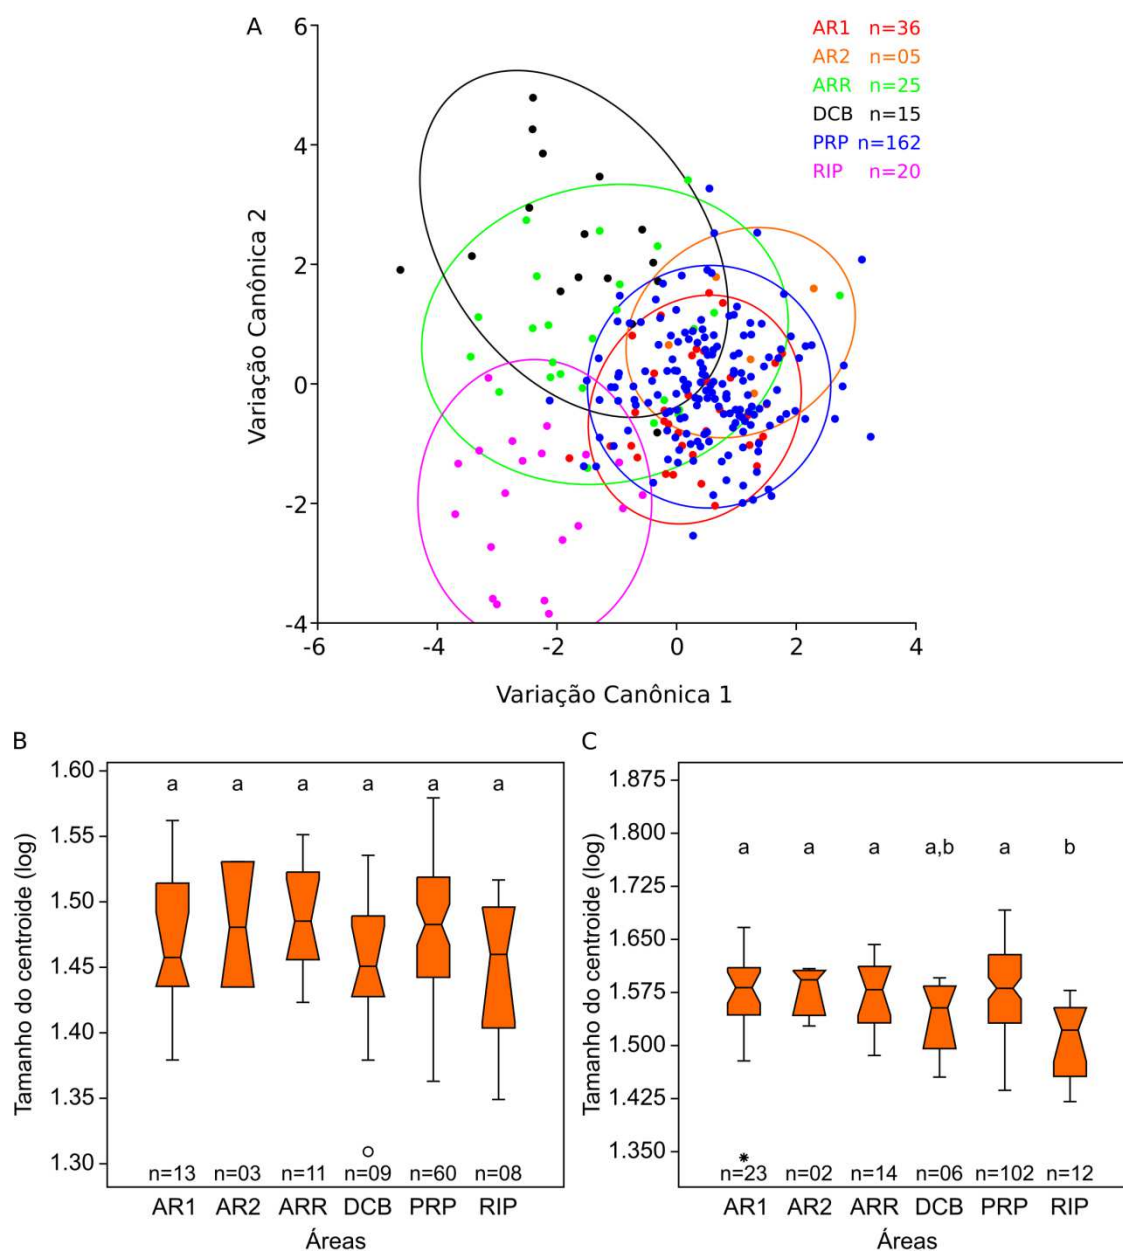 A
6
4
2
0
-2
-4
-6 -4 -2 0 2 4
Variação Canônica 2
Variação Canônica 1
AR1 n=36
AR2 n=05
ARR n=25
DCB n=15
PRP n=162
RIP n=20
B
Tamanho do centroide (log)
1.60
1.55
1.50
1.45
1.40
1.35
1.30
a a a a a a
n=13 n=03 n=11 n=09 n=60 n=08
AR1 AR2 ARR DCB PRP RIP
Áreas
C
Tamanho do centroide (log)
1.875
1.800
1.725
1.650
1.575
1.500
1.425
1.350
a a a a,b a b
n=23 n=02 n=14 n=06 n=102 n=12
AR1 AR2 ARR DCB PRP RIP
Áreas